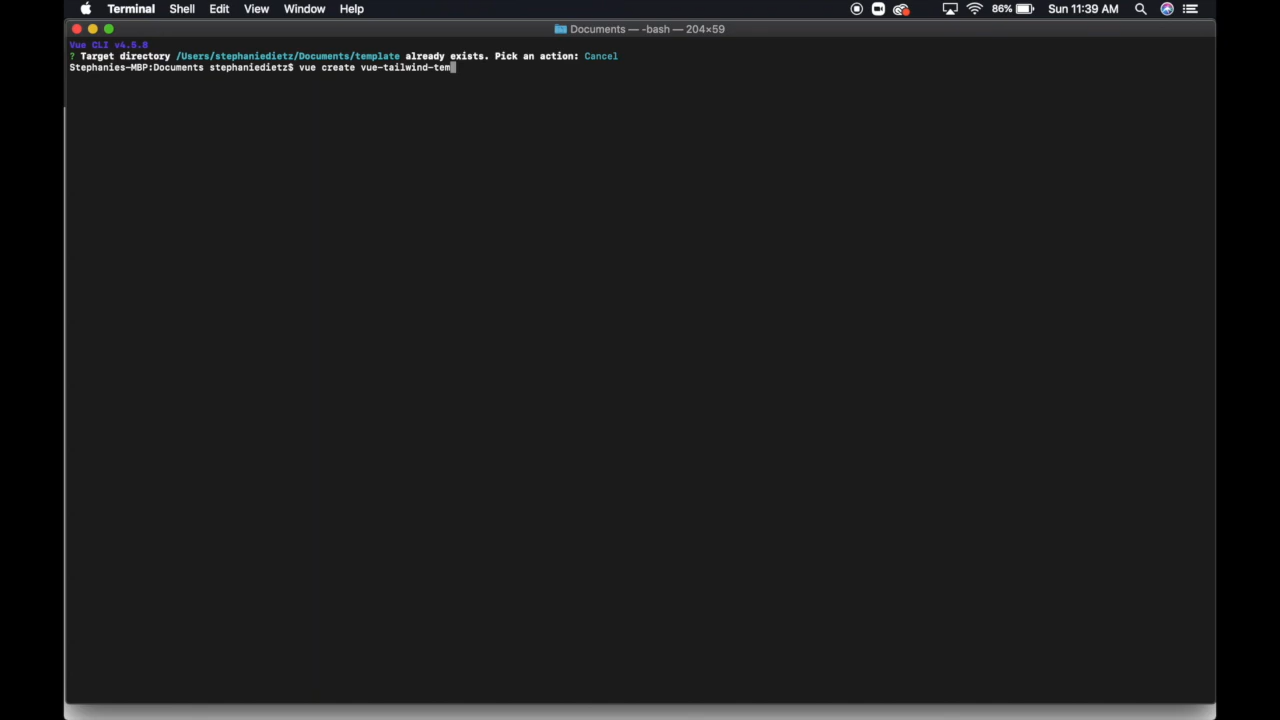 Terminal Shell Edit View Window Help 86% Sun 11:39 AM
Documents — -bash — 204×59
Vue CLI v4.5.8
? Target directory /Users/stephaniedietz/Documents/template already exists. Pick an action: Cancel
Stephanies-MBP:Documents stephaniedietz$ vue create vue-tailwind-tem